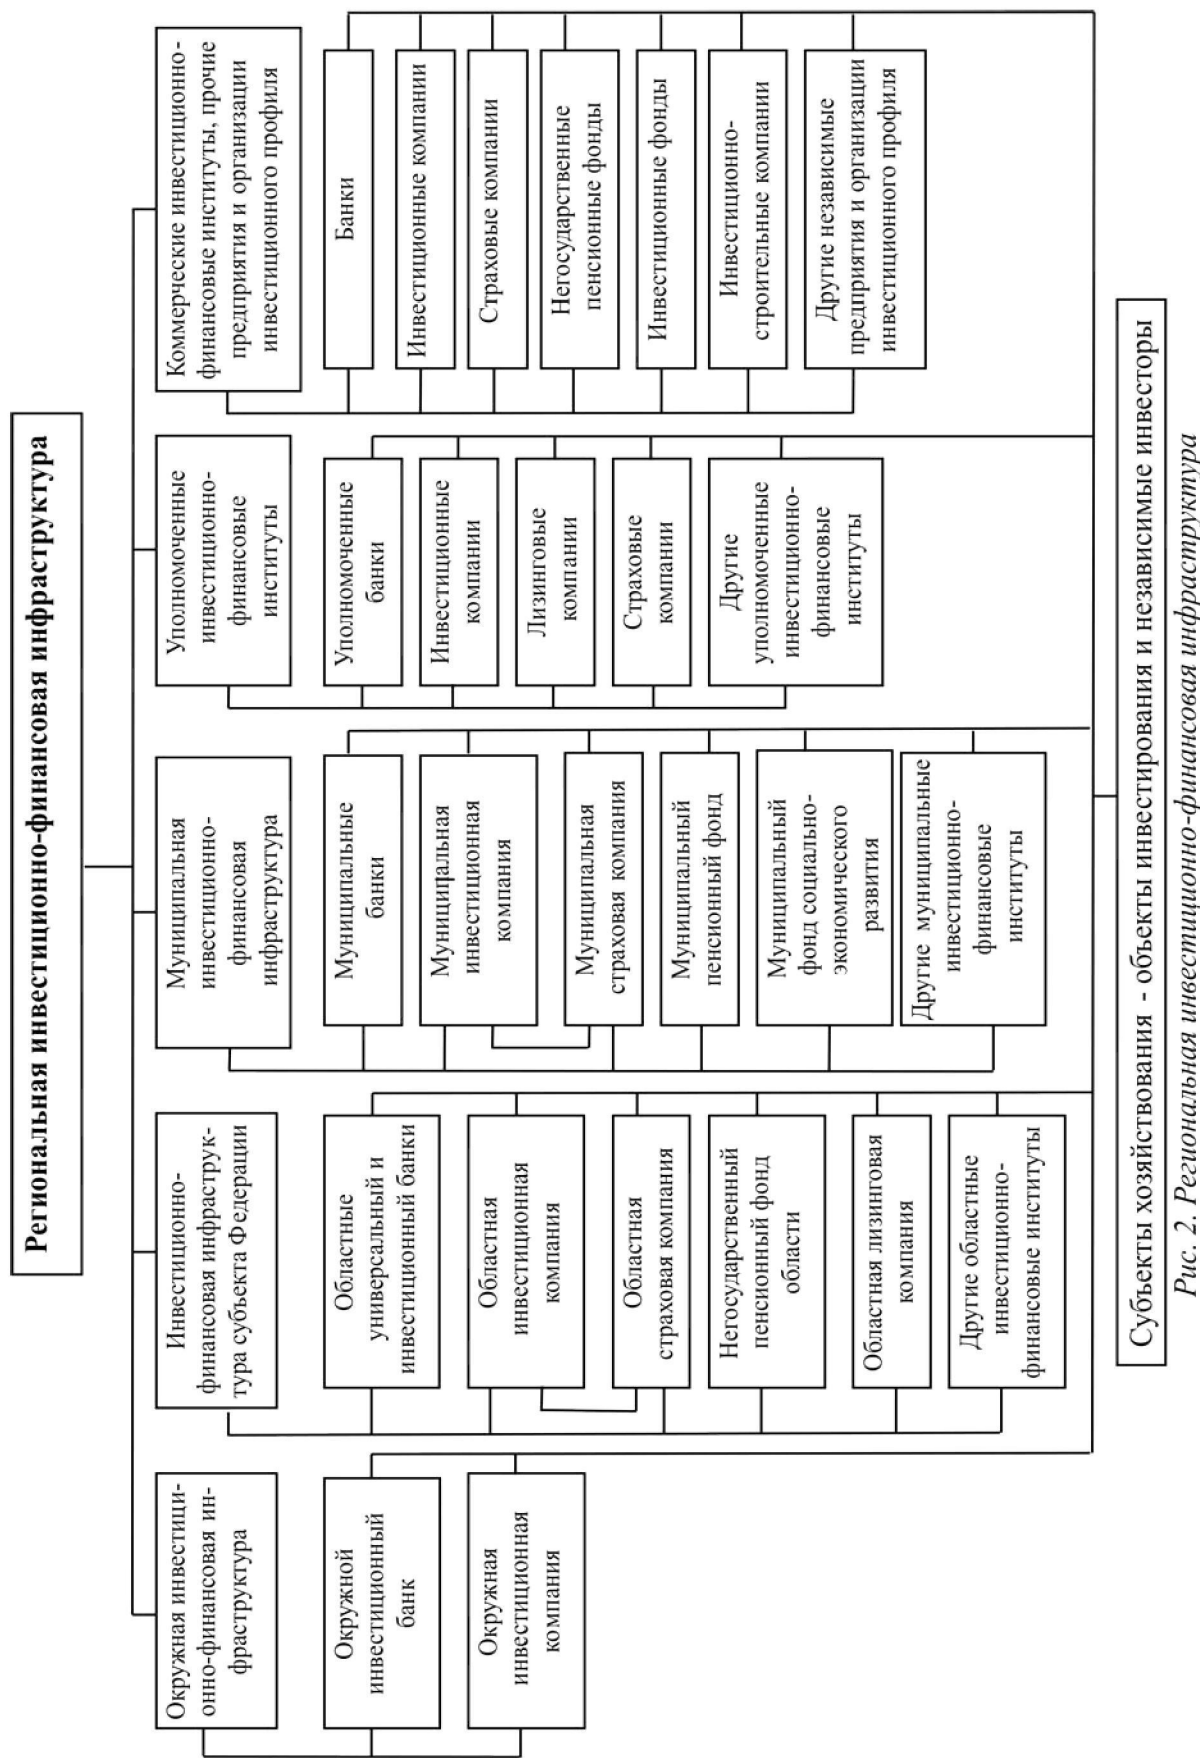 Региональная инвестиционно-финансовая инфраструктура
Окружная инвестици-
онно-финансовая ин-
фраструктура
Окружной
инвестиционный
банк
Окружная
инвестиционная
компания
Инвестиционно-
финансовая инфраструк-
тура субъекта Федерации
Областные
универсальный и
инвестиционный банки
Областная
инвестиционная
компания
Областная
страховая компания
Негосударственный
пенсионный фонд
области
Областная лизинговая
компания
Другие областные
инвестиционно-
финансовые институты
Муниципальная
инвестиционно-
финансовая
инфраструктура
Муниципальные
банки
Муниципальная
инвестиционная
компания
Муниципальная
страховая компания
Муниципальный
пенсионный фонд
Муниципальный
фонд социально-
экономического
развития
Другие муниципальные
инвестиционно-
финансовые
институты
Уполномоченные
инвестиционно-
финансовые
институты
Уполномоченные
банки
Инвестиционные
компании
Лизинговые
компании
Страховые
компании
Другие
уполномоченные
инвестиционно-
финансовые
институты
Коммерческие инвестиционно-
финансовые институты, прочие
предприятия и организации
инвестиционного профиля
Банки
Инвестиционные компании
Страховые компании
Негосударственные
пенсионные фонды
Инвестиционные фонды
Инвестиционно-
строительные компании
Другие независимые
предприятия и организации
инвестиционного профиля
Субъекты хозяйствования - объекты инвестирования и независимые инвесторы
Рис. 2. Региональная инвестиционно-финансовая инфраструктура